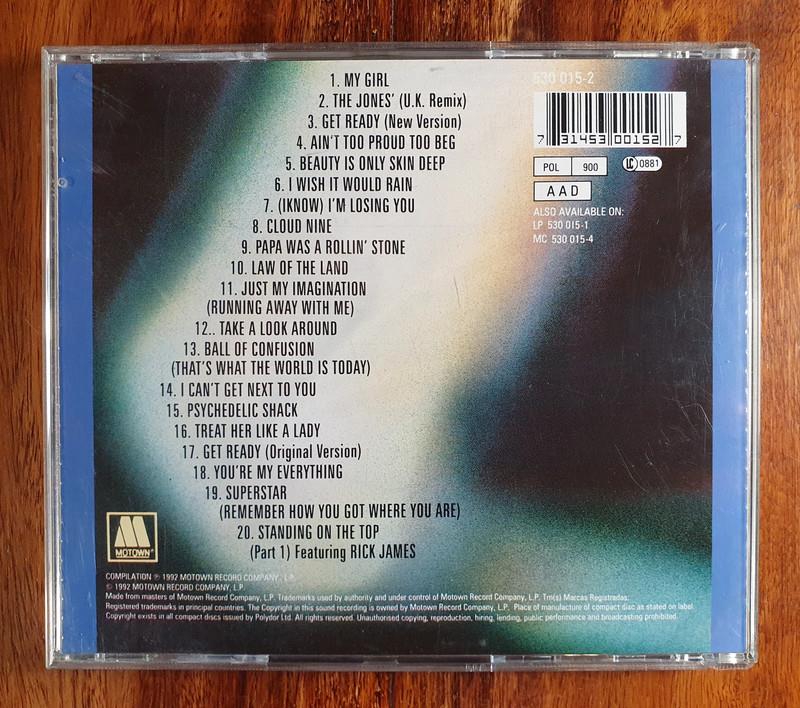 1. MY GIRL
2. THE JONES' (U.K. Remix)
3. GET READY (New Version)
4. AIN'T TOO PROUD TOO BEG
5. BEAUTY IS ONLY SKIN DEEP
6. I WISH IT WOULD RAIN
7. (IKNOW) I'M LOSING YOU
8. CLOUD NINE
9. PAPA WAS A ROLLIN' STONE
10. LAW OF THE LAND
11. JUST MY IMAGINATION
(RUNNING AWAY WITH ME)
12.. TAKE A LOOK AROUND
13. BALL OF CONFUSION
(THAT'S WHAT THE WORLD IS TODAY)
14. I CAN'T GET NEXT TO YOU
15. PSYCHEDELIC SHACK
16. TREAT HER LIKE A LADY
17. GET READY (Original Version)
18. YOU'RE MY EVERYTHING
19. SUPERSTAR
(REMEMBER HOW YOU GOT WHERE YOU ARE)
20. STANDING ON THE TOP
(Part 1) Featuring RICK JAMES
530 015-2
7 31453 00152 7
POL 900
LC 0881
AAD
ALSO AVAILABLE ON:
LP 530 015-1
MC 530 015-4
M
MOTOWN®
COMPILATION ℗ 1992 MOTOWN RECORD COMPANY, L.P.
© 1992 MOTOWN RECORD COMPANY, L.P.
Made from masters of Motown Record Company, L.P. Trademarks used by authority and under control of Motown Record Company, L.P. Tm(s) Marcas Registradas:
Registered trademarks in principal countries. The Copyright in this sound recording is owned by Motown Record Company, L.P. Place of manufacture of compact disc as stated on label.
Copyright exists in all compact discs issued by Polydor Ltd. All rights reserved. Unauthorised copying, reproduction, hiring, lending, public performance and broadcasting prohibited.